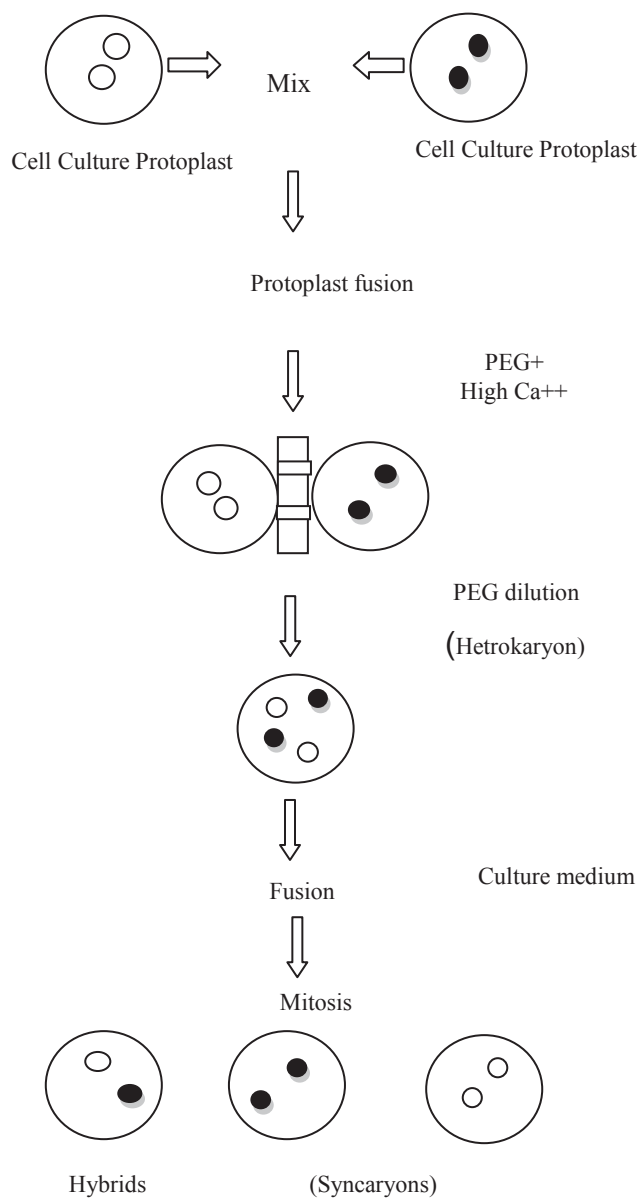 Mix
Cell Culture Protoplast
Cell Culture Protoplast
Protoplast fusion
PEG+
High Ca++
PEG dilution
(Hetrokaryon)
Culture medium
Fusion
Mitosis
Hybrids
(Syncaryons)